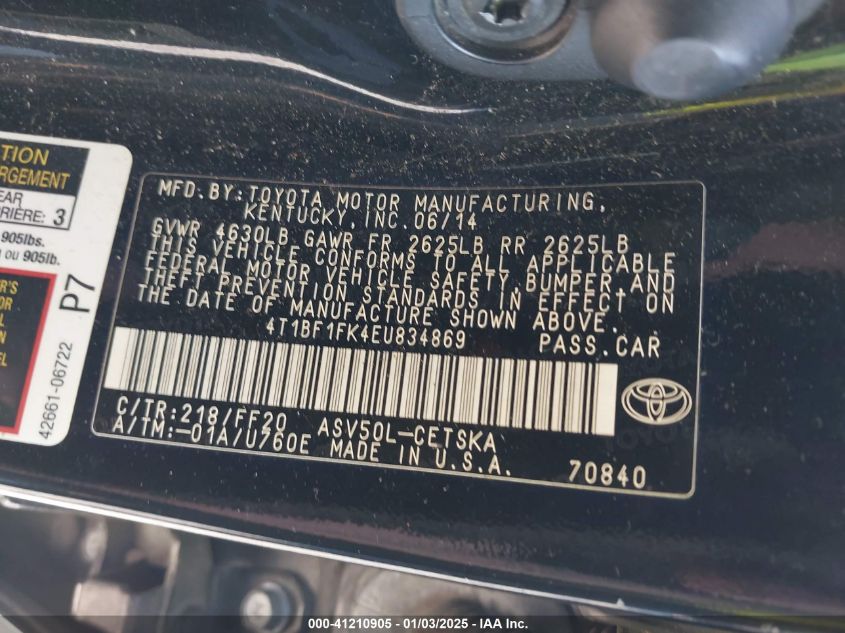 TION
RGEMENT
EAR
RRIÈRE: 3
905lbs.
ou 905lb.
R'S
OR
P7
42661-06722
MFD.BY:TOYOTA MOTOR MANUFACTURING,
KENTUCKY, INC.06/14
GVWR 4630LB GAWR FR 2625LB RR 2625LB
THIS VEHICLE CONFORMS TO ALL APPLICABLE
FEDERAL MOTOR VEHICLE SAFETY,BUMPER,AND
THEFT PREVENTION STANDARDS IN EFFECT ON
THE DATE OF MANUFACTURE SHOWN ABOVE.
4T1BF1FK4EU834869 PASS.CAR
C/TR:218/FF20 ASV50L-CETSKA
A/TM:-01A/U760E MADE IN U.S.A.
70840
000-41210905 - 01/03/2025 - IAA Inc.